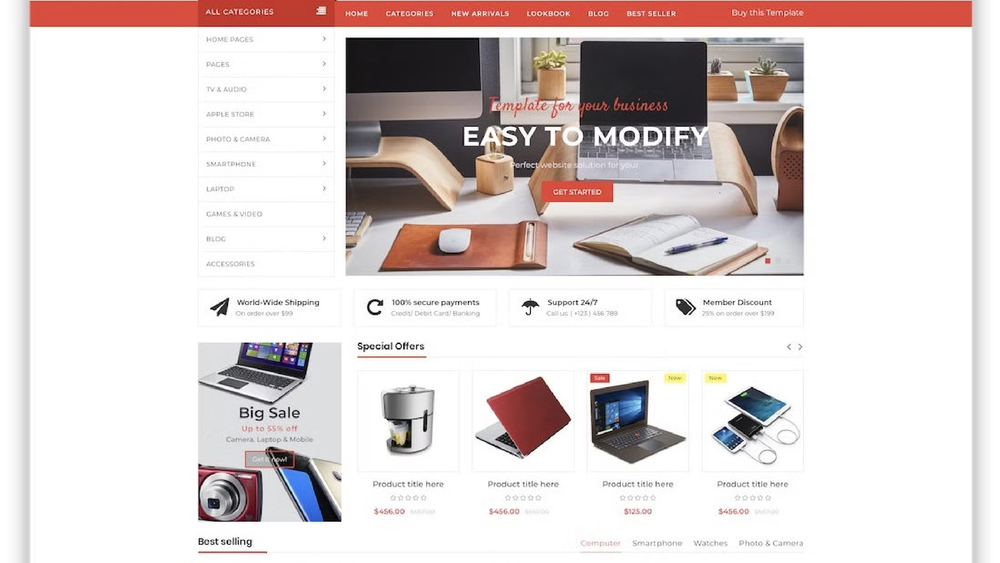 ALL CATEGORIES
HOME CATEGORIES NEW ARRIVALS LOOKBOOK BLOG BEST SELLER Buy this Template
HOME PAGES
PAGES
TV & AUDIO
APPLE STORE
PHOTO & CAMERA
SMARTPHONE
LAPTOP
GAMES & VIDEO
BLOG
ACCESSORIES
Template for your business
EASY TO MODIFY
Perfect website solution for your
GET STARTED
World-Wide Shipping
On order over $99
100% secure payments
Credit/ Debit Card/ Banking
Support 24/7
Call us: ( +123 ) 456 789
Member Discount
25% on order over $199
Big Sale
Up to 55% off
Camera, Laptop & Mobile
Get it now!
Special Offers
Sale New New
Product title here Product title here Product title here Product title here
$456.00 $456.00 $125.00 $456.00
Best selling
Computer Smartphone Watches Photo & Camera